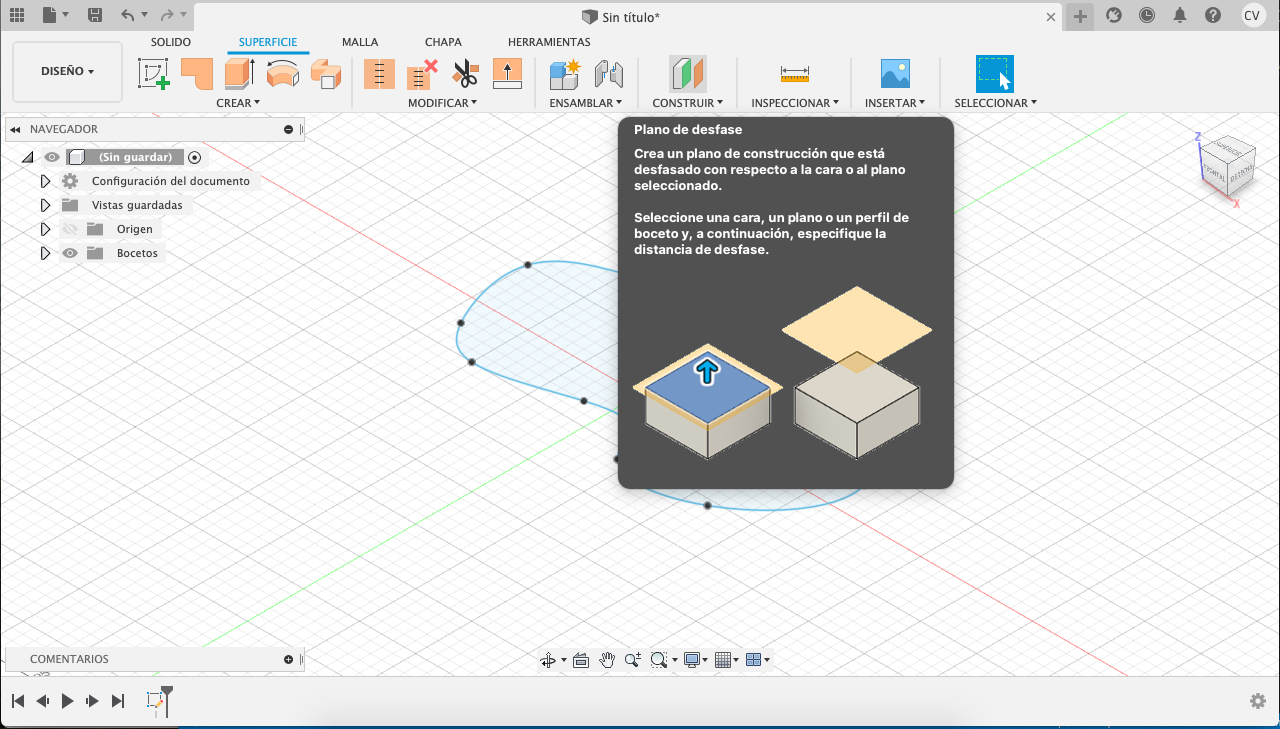 Sin título*
CV
SOLIDO
SUPERFICIE
MALLA
CHAPA
HERRAMIENTAS
DISEÑO
CREAR
MODIFICAR
ENSAMBLAR
CONSTRUIR
INSPECCIONAR
INSERTAR
SELECCIONAR
NAVEGADOR
(Sin guardar)
Configuración del documento
Vistas guardadas
Origen
Bocetos
Plano de desfase
Crea un plano de construcción que está
desfasado con respecto a la cara o al plano
seleccionado.
Seleccione una cara, un plano o un perfil de
boceto y, a continuación, especifique la
distancia de desfase.
Z
FRONTAL
DERECHA
X
COMENTARIOS